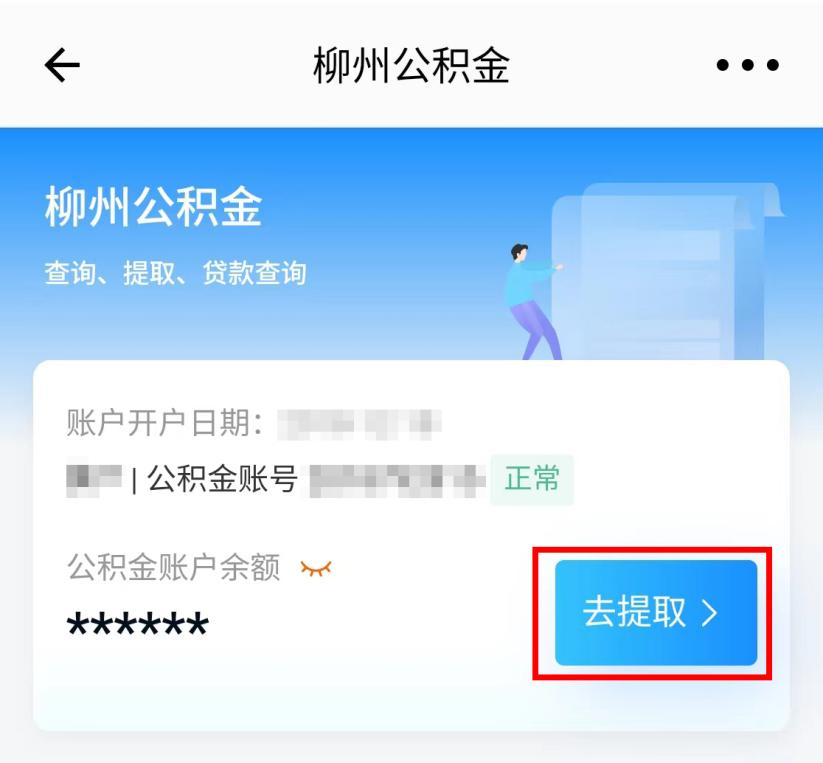 柳州公积金
柳州公积金
查询、提取、贷款查询
账户开户日期：
| 公积金账号 正常
公积金账户余额
******
去提取